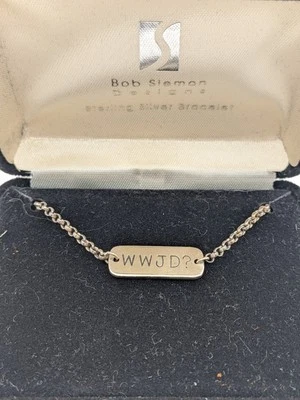 Bob Siemon
Designs
Sterling Silver Bracelet
WWJD?